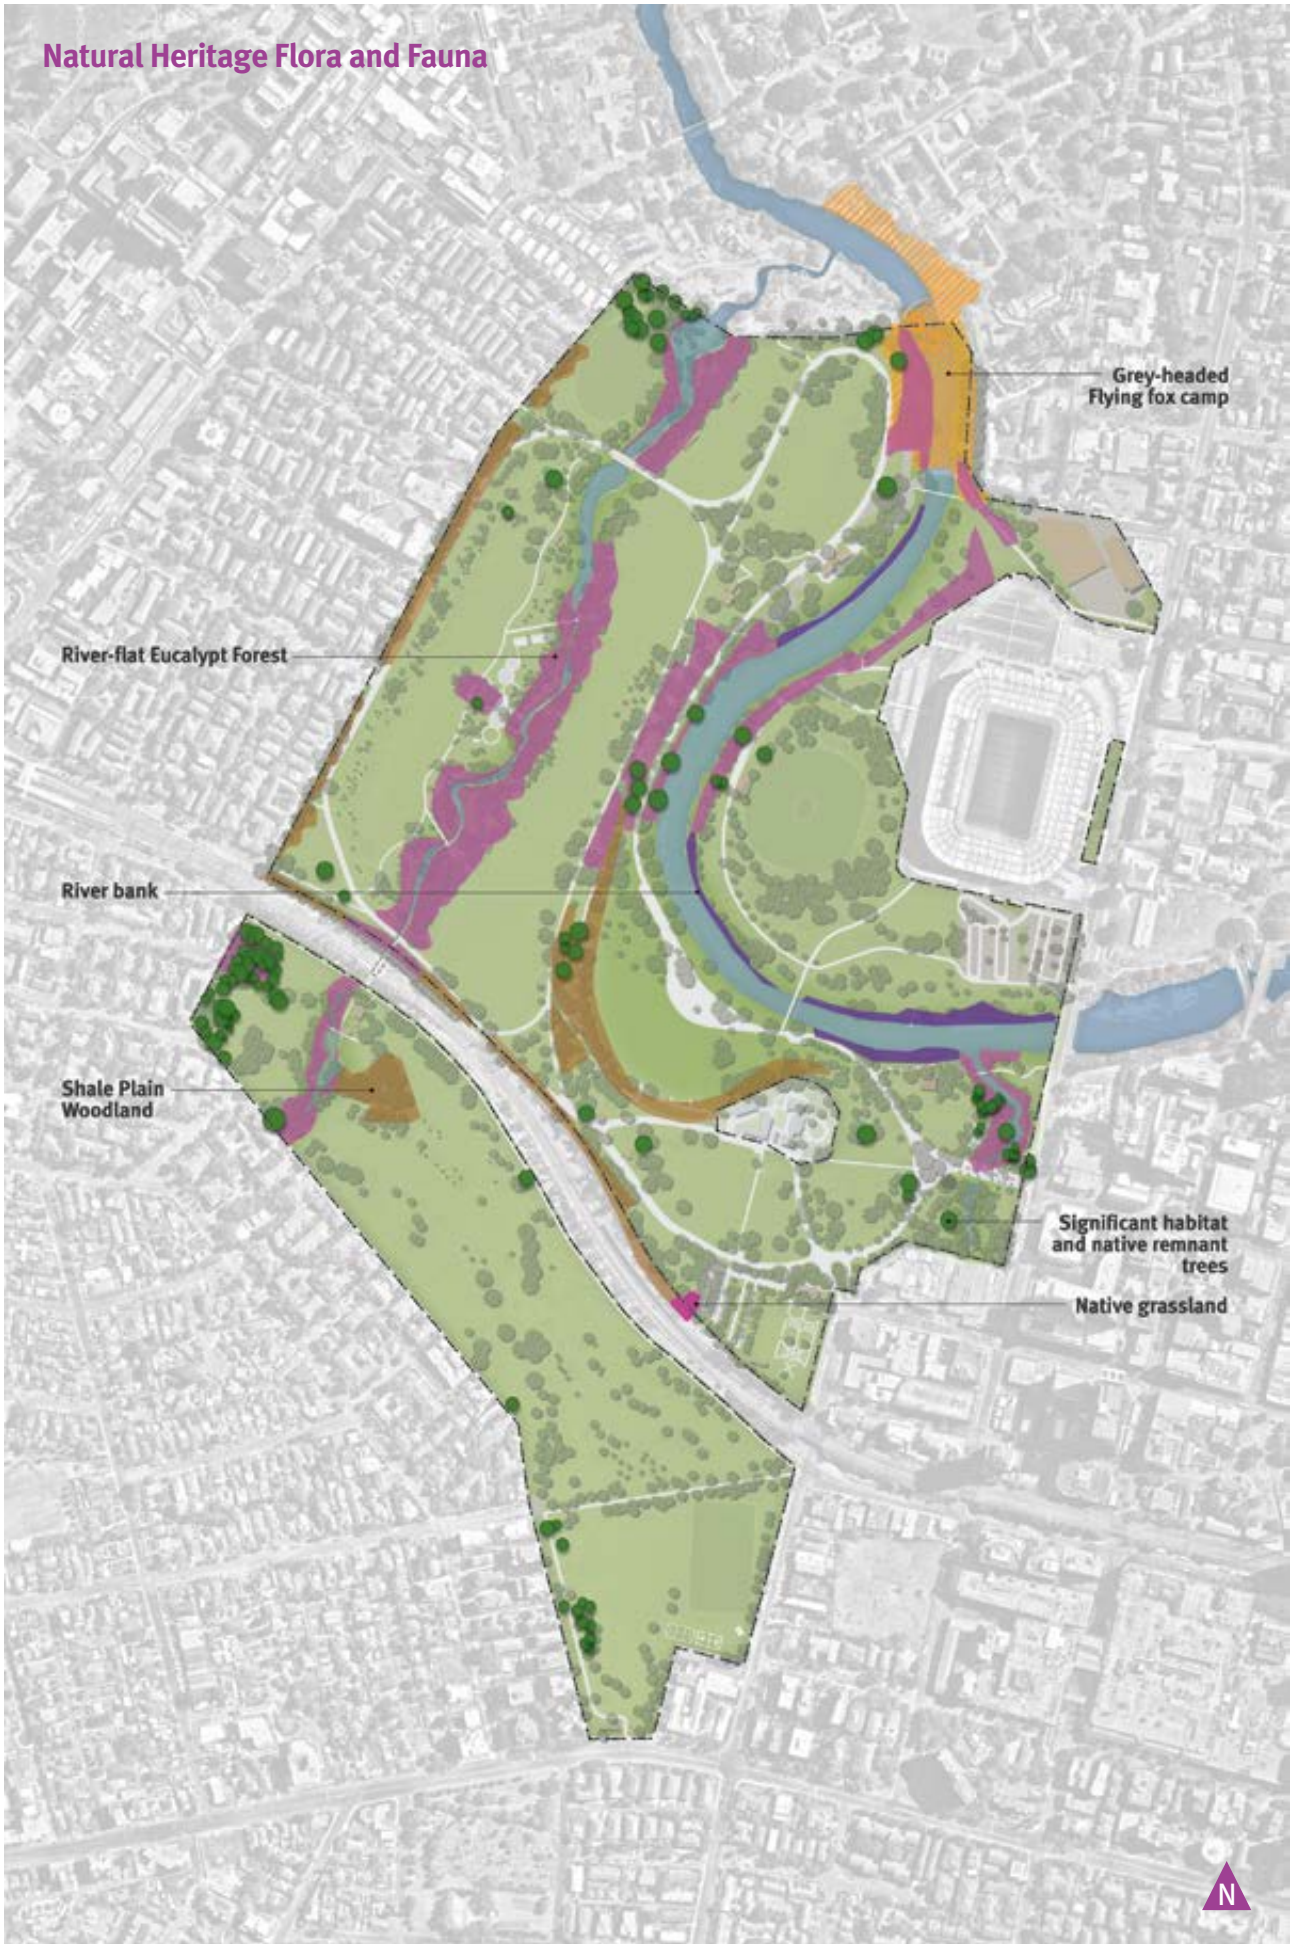 Natural Heritage Flora and Fauna
Grey-headed
Flying fox camp
River-flat Eucalypt Forest
River bank
Shale Plain
Woodland
Significant habitat
and native remnant
trees
Native grassland
N